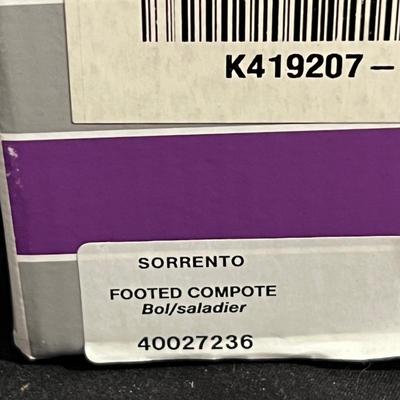 K419207-
SORRENTO
FOOTED COMPOTE
Bol/saladier
40027236